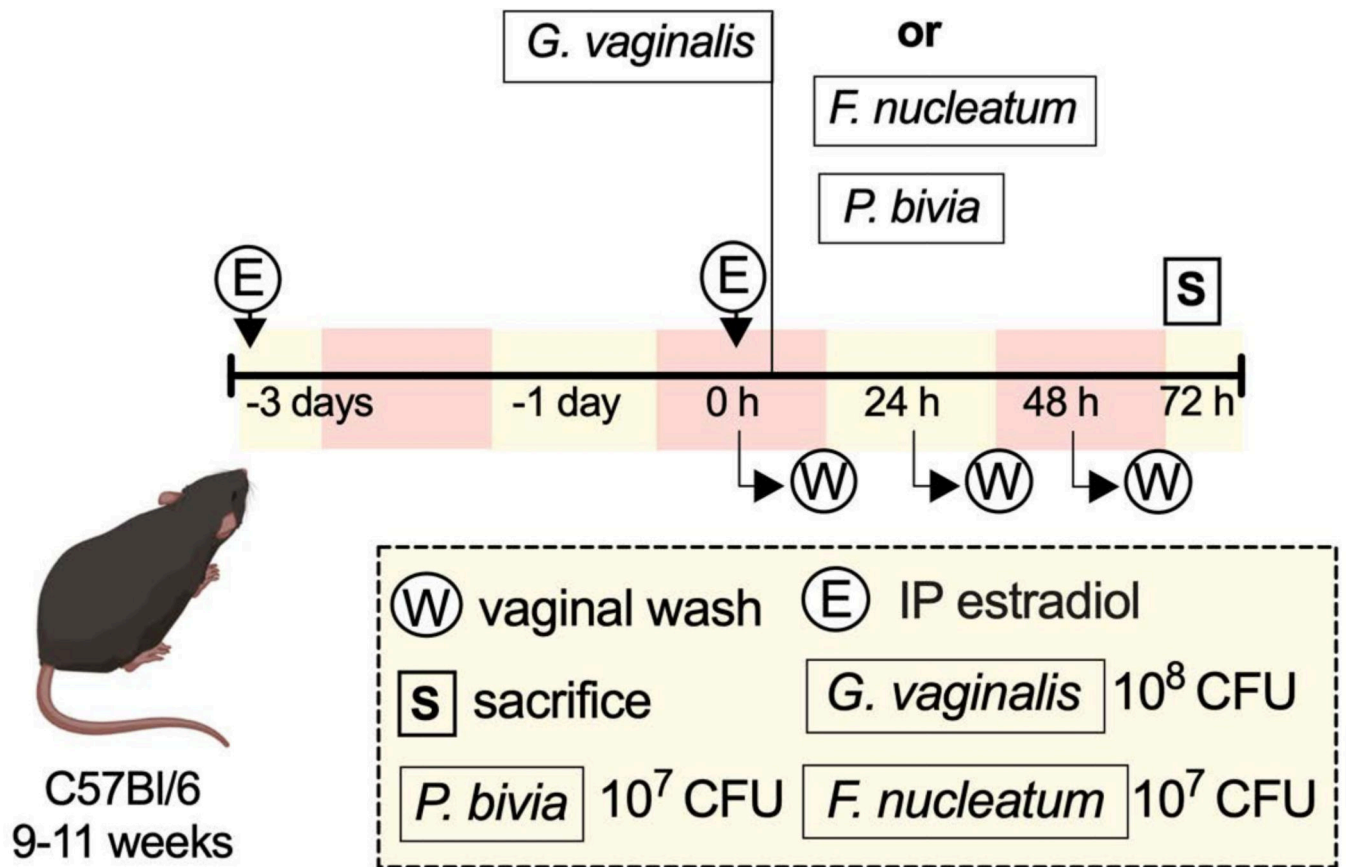 G. vaginalis or
F. nucleatum
P. bivia
E E S
-3 days -1 day 0 h 24 h 48 h 72 h
W W W
W vaginal wash E IP estradiol
S sacrifice G. vaginalis 10⁸ CFU
P. bivia 10⁷ CFU F. nucleatum 10⁷ CFU
C57Bl/6
9-11 weeks